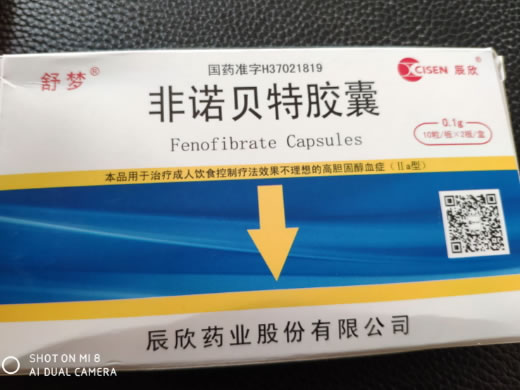 舒梦®
国药准字H37021819
CISEN® 辰欣
非诺贝特胶囊
Fenofibrate Capsules
0.1g
10粒/板×2板/盒
本品用于治疗成人饮食控制疗法效果不理想的高胆固醇血症（IIa型）
辰欣药业股份有限公司
SHOT ON MI 8
AI DUAL CAMERA